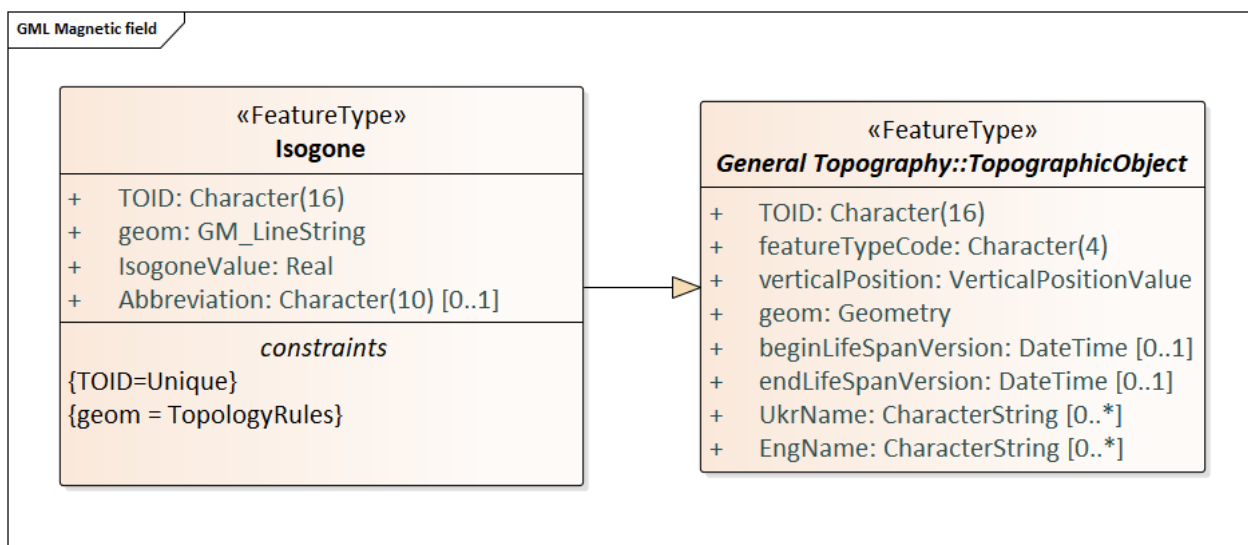 GML Magnetic field
«FeatureType»
Isogone
+ TOID: Character(16)
+ geom: GM_LineString
+ IsogoneValue: Real
+ Abbreviation: Character(10) [0..1]
constraints
{TOID=Unique}
{geom = TopologyRules}
«FeatureType»
General Topography::TopographicObject
+ TOID: Character(16)
+ featureTypeCode: Character(4)
+ verticalPosition: VerticalPositionValue
+ geom: Geometry
+ beginLifeSpanVersion: DateTime [0..1]
+ endLifeSpanVersion: DateTime [0..1]
+ UkrName: CharacterString [0..*]
+ EngName: CharacterString [0..*]